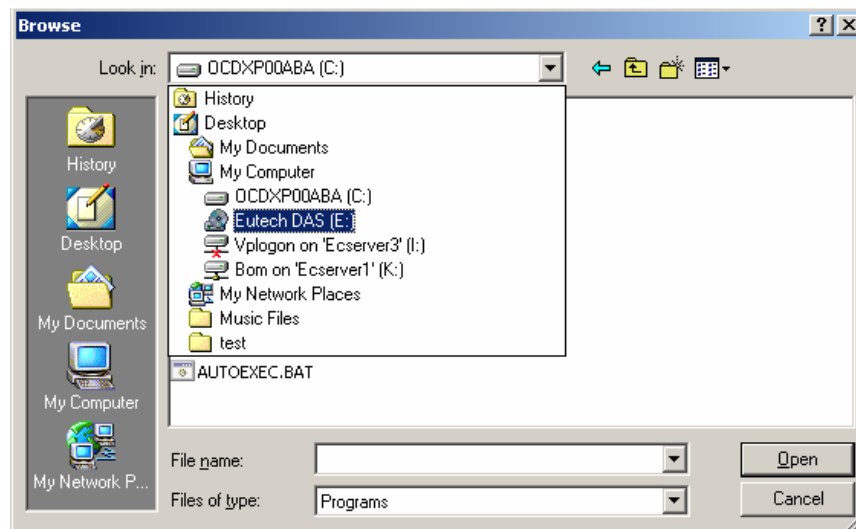 Browse
Look in: OCDXP00ABA (C:)
History
Desktop
My Documents
My Computer
OCDXP00ABA (C:)
Eutech DAS (E:)
Vplogon on 'Ecserver3' (I:)
Bom on 'Ecserver1' (K:)
My Network Places
Music Files
test
AUTOEXEC.BAT
History
Desktop
My Documents
My Computer
My Network P...
File name:
Open
Files of type: Programs
Cancel